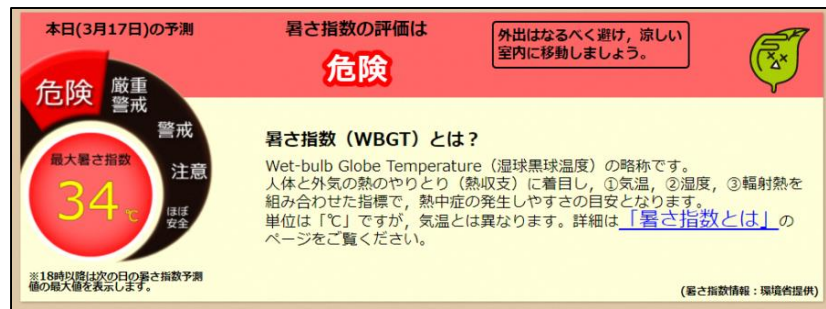 本日(3月17日)の予測
危険
厳重
警戒
警戒
注意
ほぼ
安全
最大暑さ指数
34℃
※18時以降は次の日の暑さ指数予測
値の最大値を表示します。
暑さ指数の評価は
危険
外出はなるべく避け，涼しい
室内に移動しましょう。
暑さ指数（WBGT）とは？
Wet-bulb Globe Temperature（湿球黒球温度）の略称です。
人体と外気の熱のやりとり（熱収支）に着目し，①気温，②湿度，③輻射熱を
組み合わせた指標で，熱中症の発生しやすさの目安となります。
単位は「℃」ですが，気温とは異なります。詳細は「暑さ指数とは」の
ページをご覧ください。
(暑さ指数情報：環境省提供)